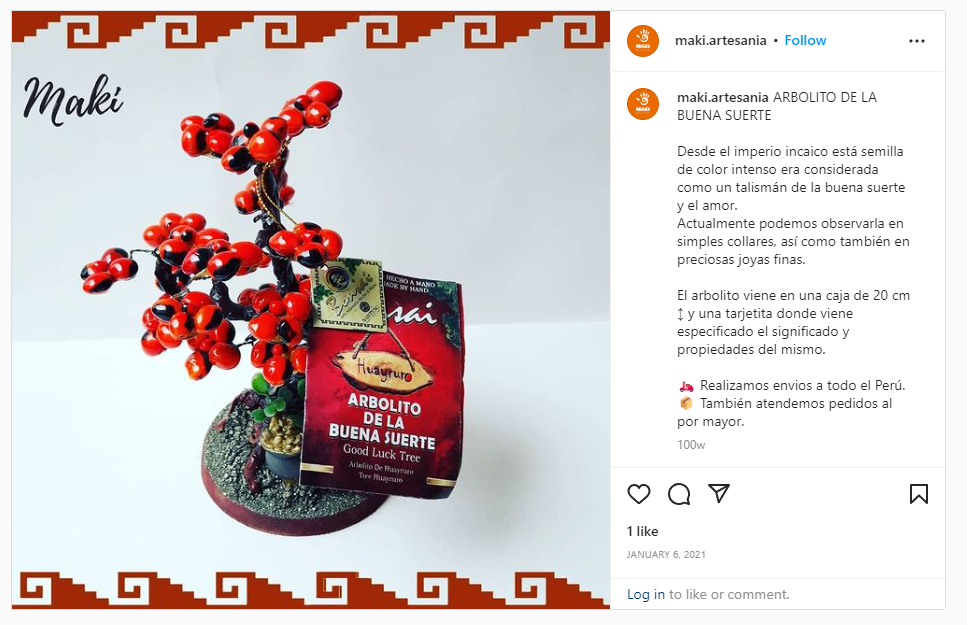 Maki
HECHO A MANO
MADE BY HAND
sai
Huayruro
ARBOLITO
DE LA
BUENA SUERTE
Good Luck Tree
Arbolito De Huayruro
Tree Huayruro
MAKI
maki.artesania • Follow
MAKI
maki.artesania ARBOLITO DE LA
BUENA SUERTE
Desde el imperio incaico está semilla
de color intenso era considerada
como un talismán de la buena suerte
y el amor.
Actualmente podemos observarla en
simples collares, así como también en
preciosas joyas finas.
El arbolito viene en una caja de 20 cm
↕ y una tarjetita donde viene
especificado el significado y
propiedades del mismo.
🛵 Realizamos envios a todo el Perú.
📦 También atendemos pedidos al
por mayor.
100w
1 like
JANUARY 6, 2021
Log in to like or comment.